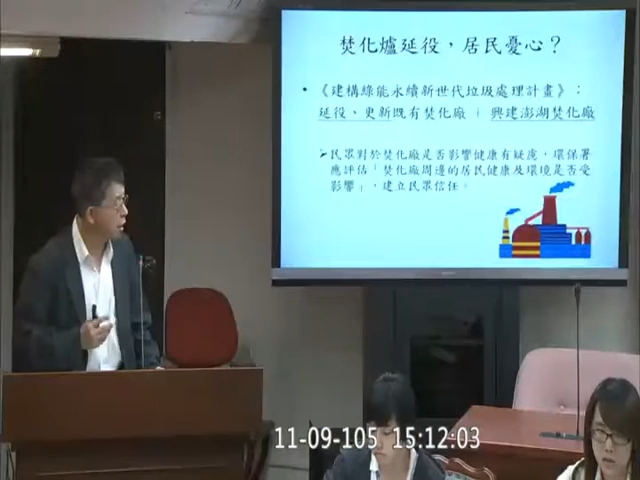 焚化爐延役，居民憂心？
• 《建構綠能永續新世代垃圾處理計畫》：
延役、更新既有焚化廠 ； 興建澎湖焚化廠
➢民眾對於焚化廠是否影響健康有疑慮，環保署
應評估「焚化廠周邊的居民健康及環境是否受
影響」，建立民眾信任。
11-09-105 15:12:03